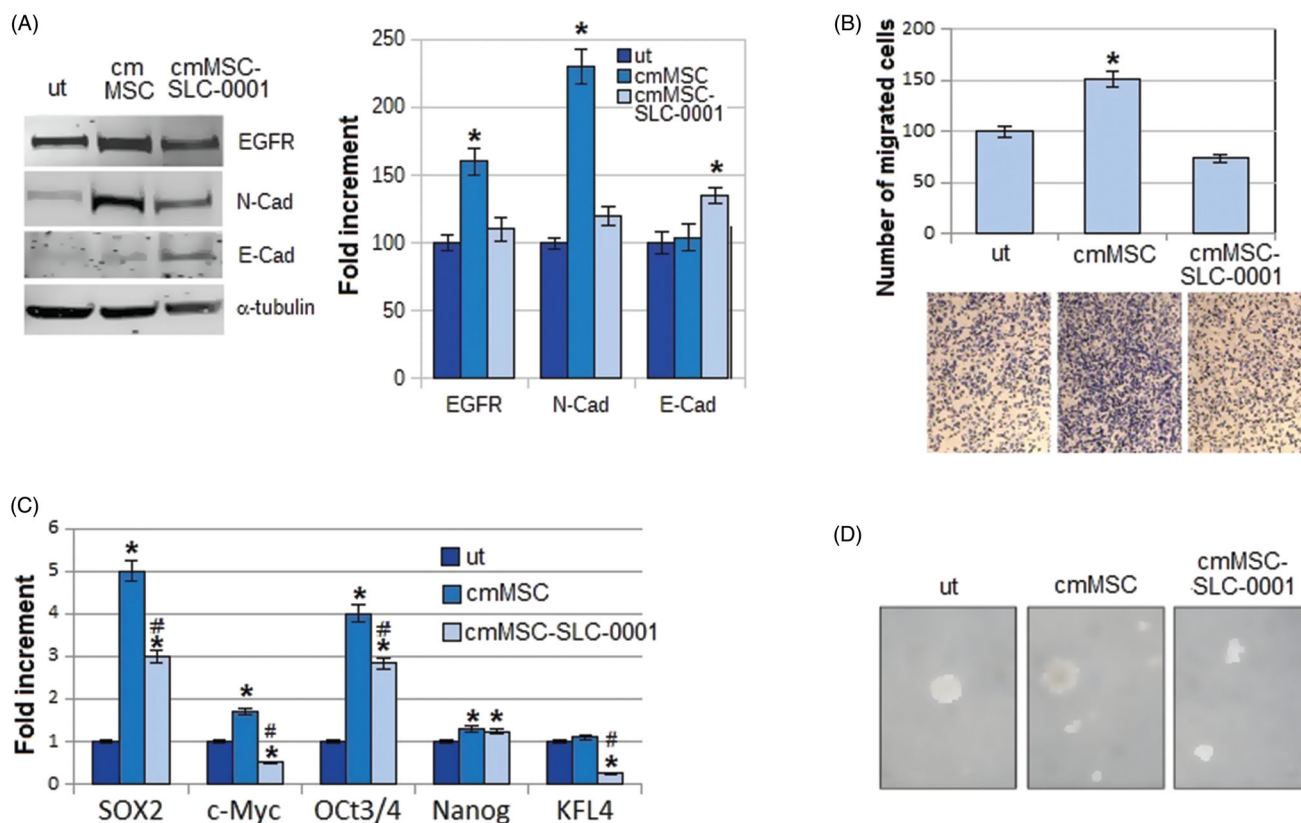 (A)
ut
cm
MSC
cmMSC-
SLC-0001
EGFR
N-Cad
E-Cad
α-tubulin
Fold increment
250
200
150
100
50
0
*
*
*
ut
cmMSC
cmMSC-
SLC-0001
EGFR
N-Cad
E-Cad
(B)
Number of migrated cells
200
150
100
50
0
*
ut
cmMSC
cmMSC-
SLC-0001
(C)
Fold increment
6
5
4
3
2
1
0
*
#
*
*
#
*
*
#
*
*
*
#
*
ut
cmMSC
cmMSC-SLC-0001
SOX2
c-Myc
OCt3/4
Nanog
KFL4
(D)
ut
cmMSC
cmMSC-
SLC-0001